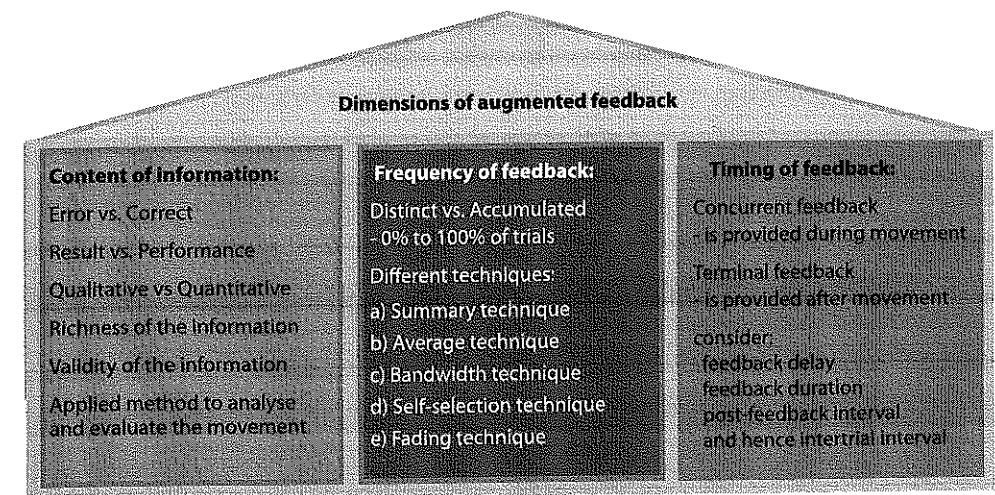 Dimensions of augmented feedback
Content of information:
Error vs. Correct
Result vs. Performance
Qualitative vs Quantitative
Richness of the information
Validity of the information
Applied method to analyse
and evaluate the movement
Frequency of feedback:
Distinct vs. Accumulated
- 0% to 100% of trials
Different techniques:
a) Summary technique
b) Average technique
c) Bandwidth technique
d) Self-selection technique
e) Fading technique
Timing of feedback:
Concurrent feedback
- is provided during movement
Terminal feedback
- is provided after movement
consider:
feedback delay
feedback duration
post-feedback interval
and hence intertrial interval